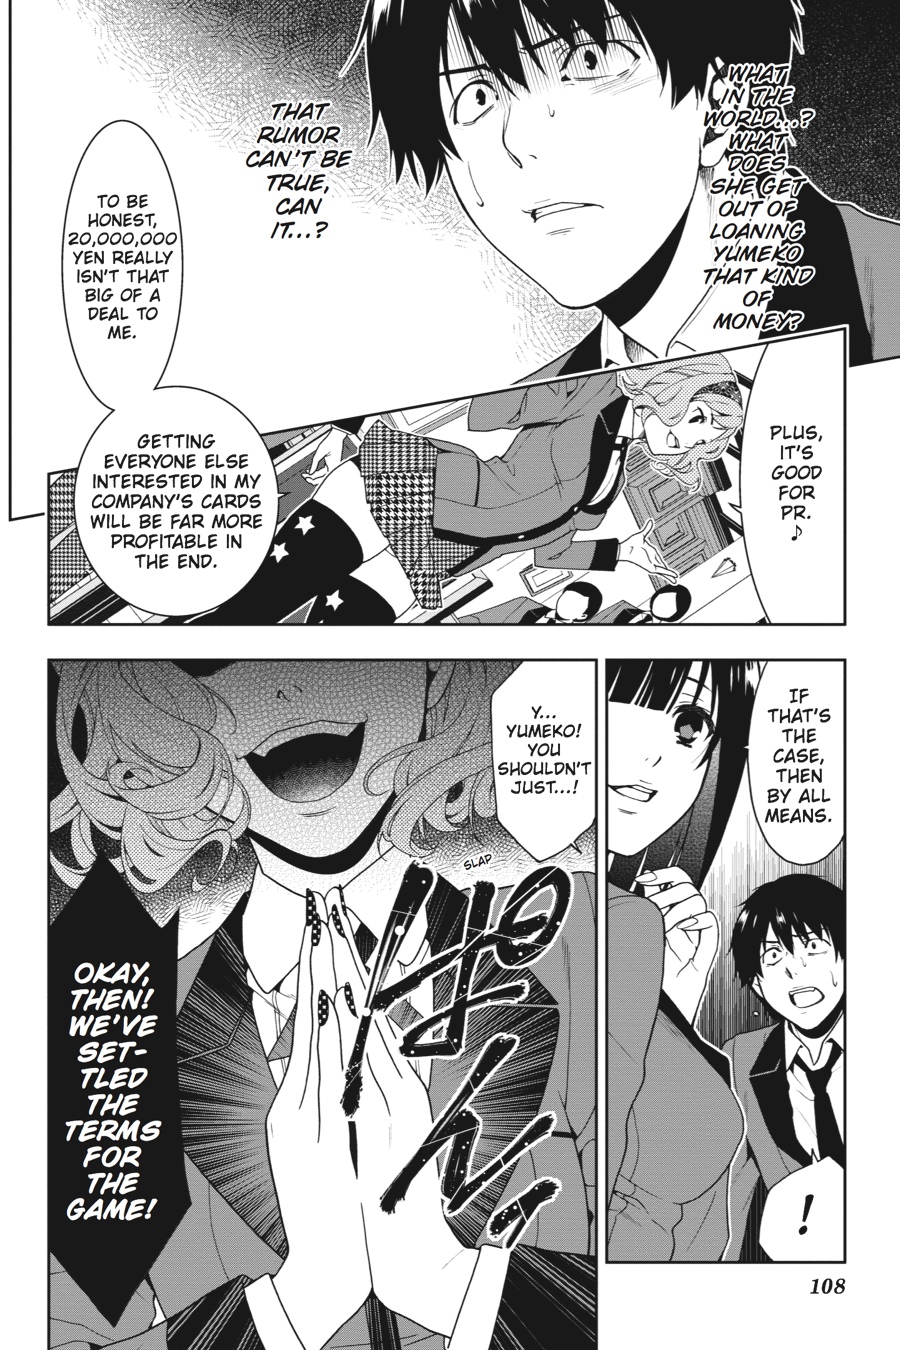 WHAT
IN THE
WORLD...?
WHAT
DOES
SHE GET
OUT OF
LOANING
YUMEKO
THAT KIND
OF
MONEY?
THAT
RUMOR
CAN'T BE
TRUE,
CAN
IT...?
TO BE
HONEST,
20,000,000
YEN REALLY
ISN'T THAT
BIG OF A
DEAL TO
ME.
GETTING
EVERYONE ELSE
INTERESTED IN MY
COMPANY'S CARDS
WILL BE FAR MORE
PROFITABLE IN
THE END.
PLUS,
IT'S
GOOD
FOR
PR.
♪
IF
THAT'S
THE
CASE,
THEN
BY ALL
MEANS.
!
Y...
YUMEKO!
YOU
SHOULDN'T
JUST...!
SLAP
パン
OKAY,
THEN!
WE'VE
SET-
TLED
THE
TERMS
FOR
THE
GAME!
108